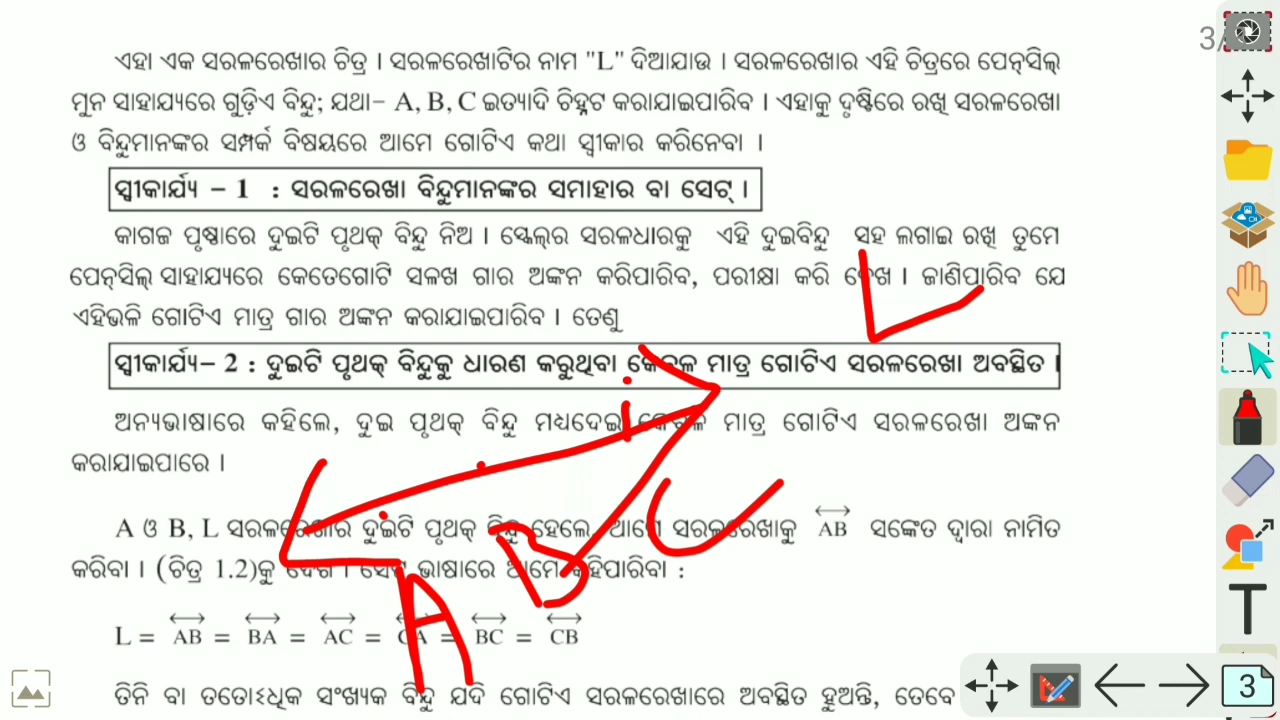 3/
ଏହା ଏକ ସରଳରେଖାର ଚିତ୍ର । ସରଳରେଖାଟିର ନାମ "L" ଦିଆଯାଉ । ସରଳରେଖାର ଏହି ଚିତ୍ରରେ ପେନ୍‌ସିଲ୍
ମୁନ ସାହାଯ୍ୟରେ ଗୁଡ଼ିଏ ବିନ୍ଦୁ; ଯଥା- A, B, C ଇତ୍ୟାଦି ଚିହ୍ନଟ କରାଯାଇପାରିବ । ଏହାକୁ ଦୃଷ୍ଟିରେ ରଖି ସରଳରେଖା
ଓ ବିନ୍ଦୁମାନଙ୍କର ସମ୍ପର୍କ ବିଷୟରେ ଆମେ ଗୋଟିଏ କଥା ସ୍ୱୀକାର କରିନେବା ।
ସ୍ୱୀକାର୍ଯ୍ୟ - 1 : ସରଳରେଖା ବିନ୍ଦୁମାନଙ୍କର ସମାହାର ବା ସେଟ୍ ।
କାଗଜ ପୃଷ୍ଠାରେ ଦୁଇଟି ପୃଥକ୍ ବିନ୍ଦୁ ନିଅ । ସ୍କେଲ୍‌ର ସରଳଧାରକୁ ଏହି ଦୁଇବିନ୍ଦୁ ସହ ଲଗାଇ ରଖି ତୁମେ
ପେନ୍‌ସିଲ୍ ସାହାଯ୍ୟରେ କେତେଗୋଟି ସଳଖ ଗାର ଅଙ୍କନ କରିପାରିବ, ପରୀକ୍ଷା କରି ଦେଖ । ଜାଣିପାରିବ ଯେ
ଏହିଭଳି ଗୋଟିଏ ମାତ୍ର ଗାର ଅଙ୍କନ କରାଯାଇପାରିବ । ତେଣୁ
L
ସ୍ୱୀକାର୍ଯ୍ୟ- 2 : ଦୁଇଟି ପୃଥକ୍ ବିନ୍ଦୁକୁ ଧାରଣ କରୁଥିବା କେବଳ ମାତ୍ର ଗୋଟିଏ ସରଳରେଖା ଅବସ୍ଥିତ ।
ଅନ୍ୟଭାଷାରେ କହିଲେ, ଦୁଇ ପୃଥକ୍ ବିନ୍ଦୁ ମଧ୍ୟଦେଇ କେବଳ ମାତ୍ର ଗୋଟିଏ ସରଳରେଖା ଅଙ୍କନ
କରାଯାଇପାରେ ।
A ଓ B, L ସରଳରେଖାର ଦୁଇଟି ପୃଥକ୍ ବିନ୍ଦୁ ହେଲେ ଆମେ ସରଳରେଖାକୁ AB ସଙ୍କେତ ଦ୍ୱାରା ନାମିତ
କରିବା । (ଚିତ୍ର 1.2)କୁ ଦେଖ । ସେଟ୍ ଭାଷାରେ ଆମେ କହିପାରିବା :
A B C
L = AB = BA = AC = CA = BC = CB
ତିନି ବା ତତୋଽଧିକ ସଂଖ୍ୟକ ବିନ୍ଦୁ ଯଦି ଗୋଟିଏ ସରଳରେଖାରେ ଅବସ୍ଥିତ ହୁଅନ୍ତି, ତେବେ
T
3